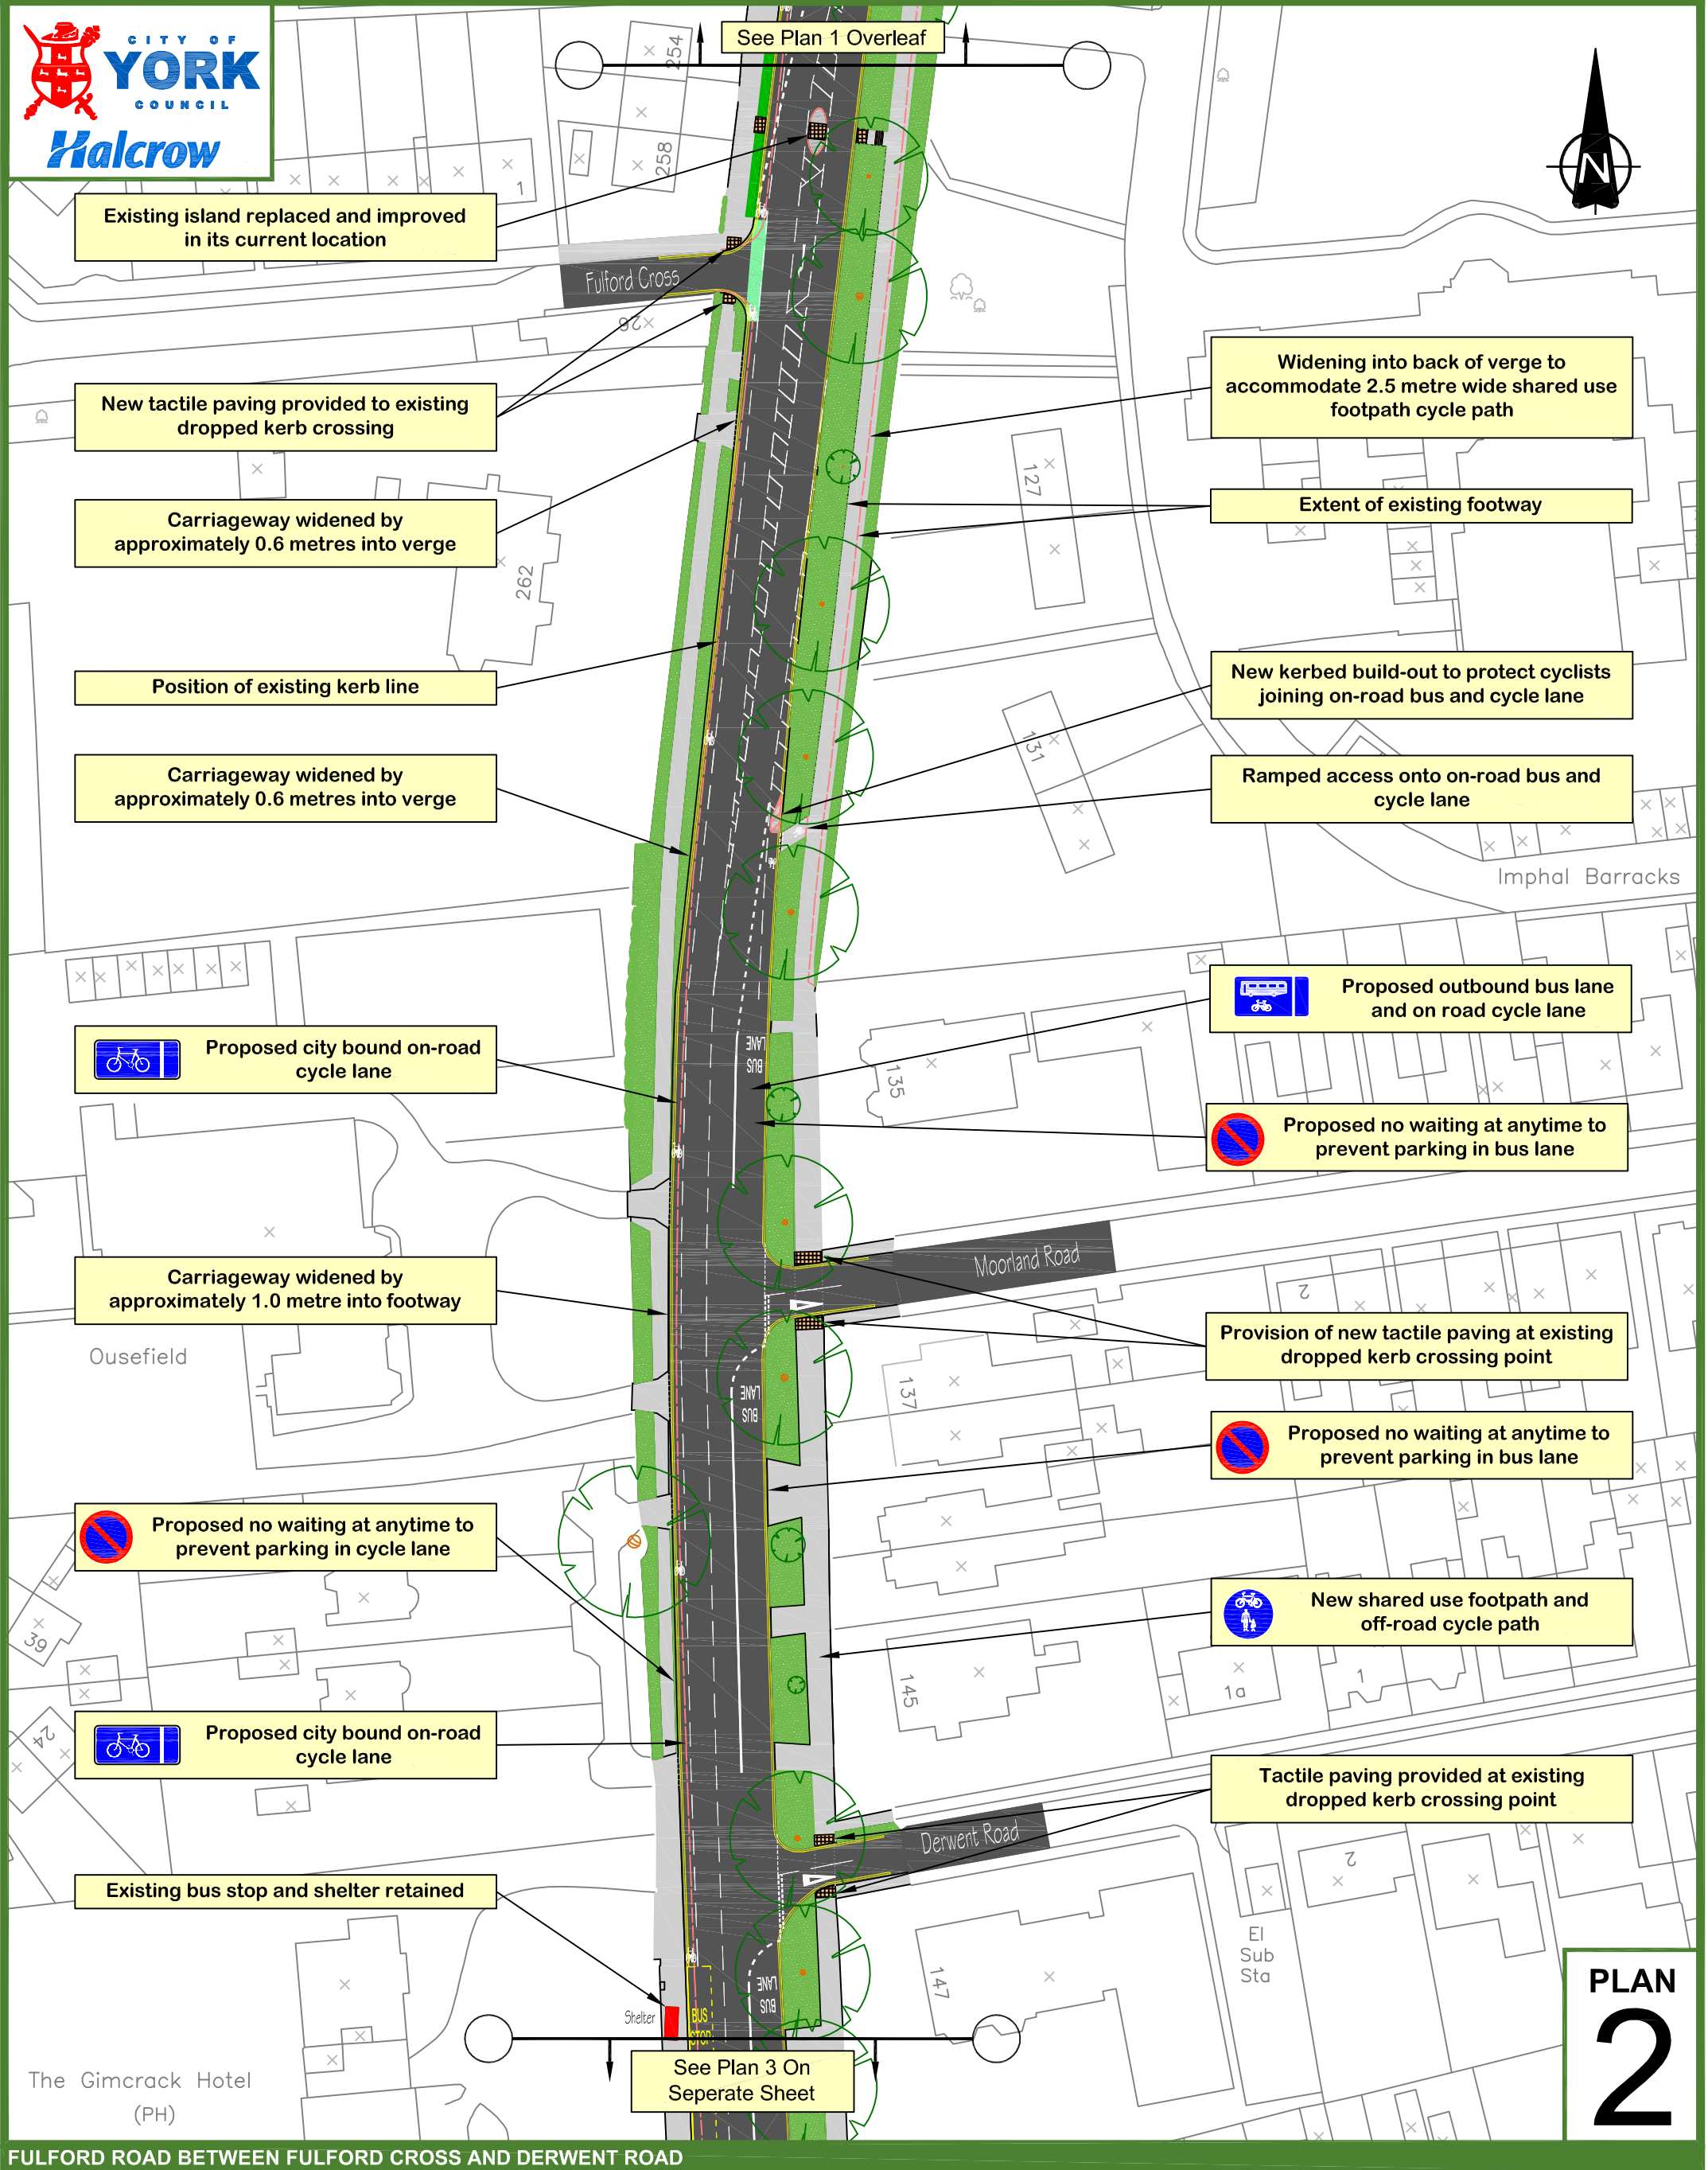 CITY OF
YORK
COUNCIL
Halcrow
See Plan 1 Overleaf
N
254
258
1
Existing island replaced and improved
in its current location
Fulford Cross
26
New tactile paving provided to existing
dropped kerb crossing
Widening into back of verge to
accommodate 2.5 metre wide shared use
footpath cycle path
127
Extent of existing footway
Carriageway widened by
approximately 0.6 metres into verge
262
Position of existing kerb line
New kerbed build-out to protect cyclists
joining on-road bus and cycle lane
131
Carriageway widened by
approximately 0.6 metres into verge
Ramped access onto on-road bus and
cycle lane
Imphal Barracks
Proposed outbound bus lane
and on road cycle lane
Proposed city bound on-road
cycle lane
BUS
LANE
135
Proposed no waiting at anytime to
prevent parking in bus lane
Moorland Road
Carriageway widened by
approximately 1.0 metre into footway
2
Provision of new tactile paving at existing
dropped kerb crossing point
Ousefield
BUS
LANE
137
Proposed no waiting at anytime to
prevent parking in bus lane
Proposed no waiting at anytime to
prevent parking in cycle lane
New shared use footpath and
off-road cycle path
39
145
1a
1
24
Proposed city bound on-road
cycle lane
Tactile paving provided at existing
dropped kerb crossing point
Derwent Road
2
Existing bus stop and shelter retained
El
Sub
Sta
147
BUS
LANE
Shelter
BUS
STOP
See Plan 3 On
Seperate Sheet
The Gimcrack Hotel
(PH)
PLAN
2
FULFORD ROAD BETWEEN FULFORD CROSS AND DERWENT ROAD